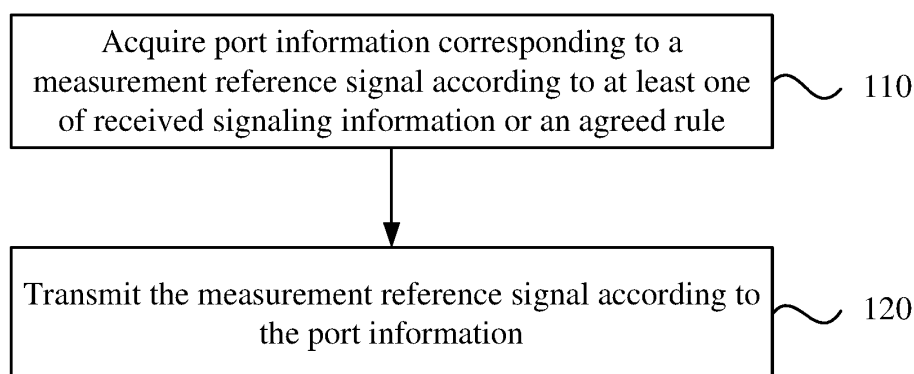 Acquire port information corresponding to a
measurement reference signal according to at least one
of received signaling information or an agreed rule
110
Transmit the measurement reference signal according to
the port information
120